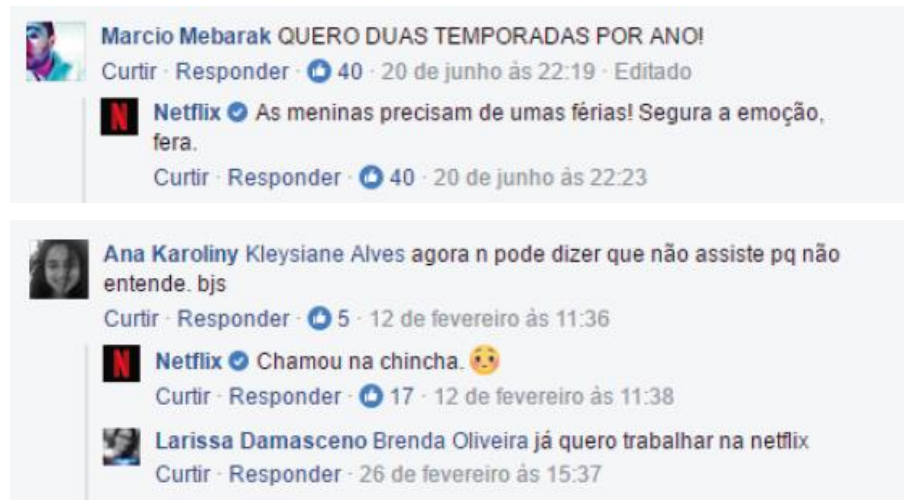 Marcio Mebarak QUERO DUAS TEMPORADAS POR ANO!
Curtir · Responder · 40 · 20 de junho às 22:19 · Editado
N Netflix As meninas precisam de umas férias! Segura a emoção,
fera.
Curtir · Responder · 40 · 20 de junho ás 22:23
Ana Karoliny Kleysiane Alves agora n pode dizer que não assiste pq não
entende. bjs
Curtir · Responder · 5 · 12 de fevereiro às 11:36
N Netflix Chamou na chincha. 🥺
Curtir · Responder · 17 · 12 de fevereiro às 11:38
Larissa Damasceno Brenda Oliveira já quero trabalhar na netflix
Curtir · Responder · 26 de fevereiro às 15:37